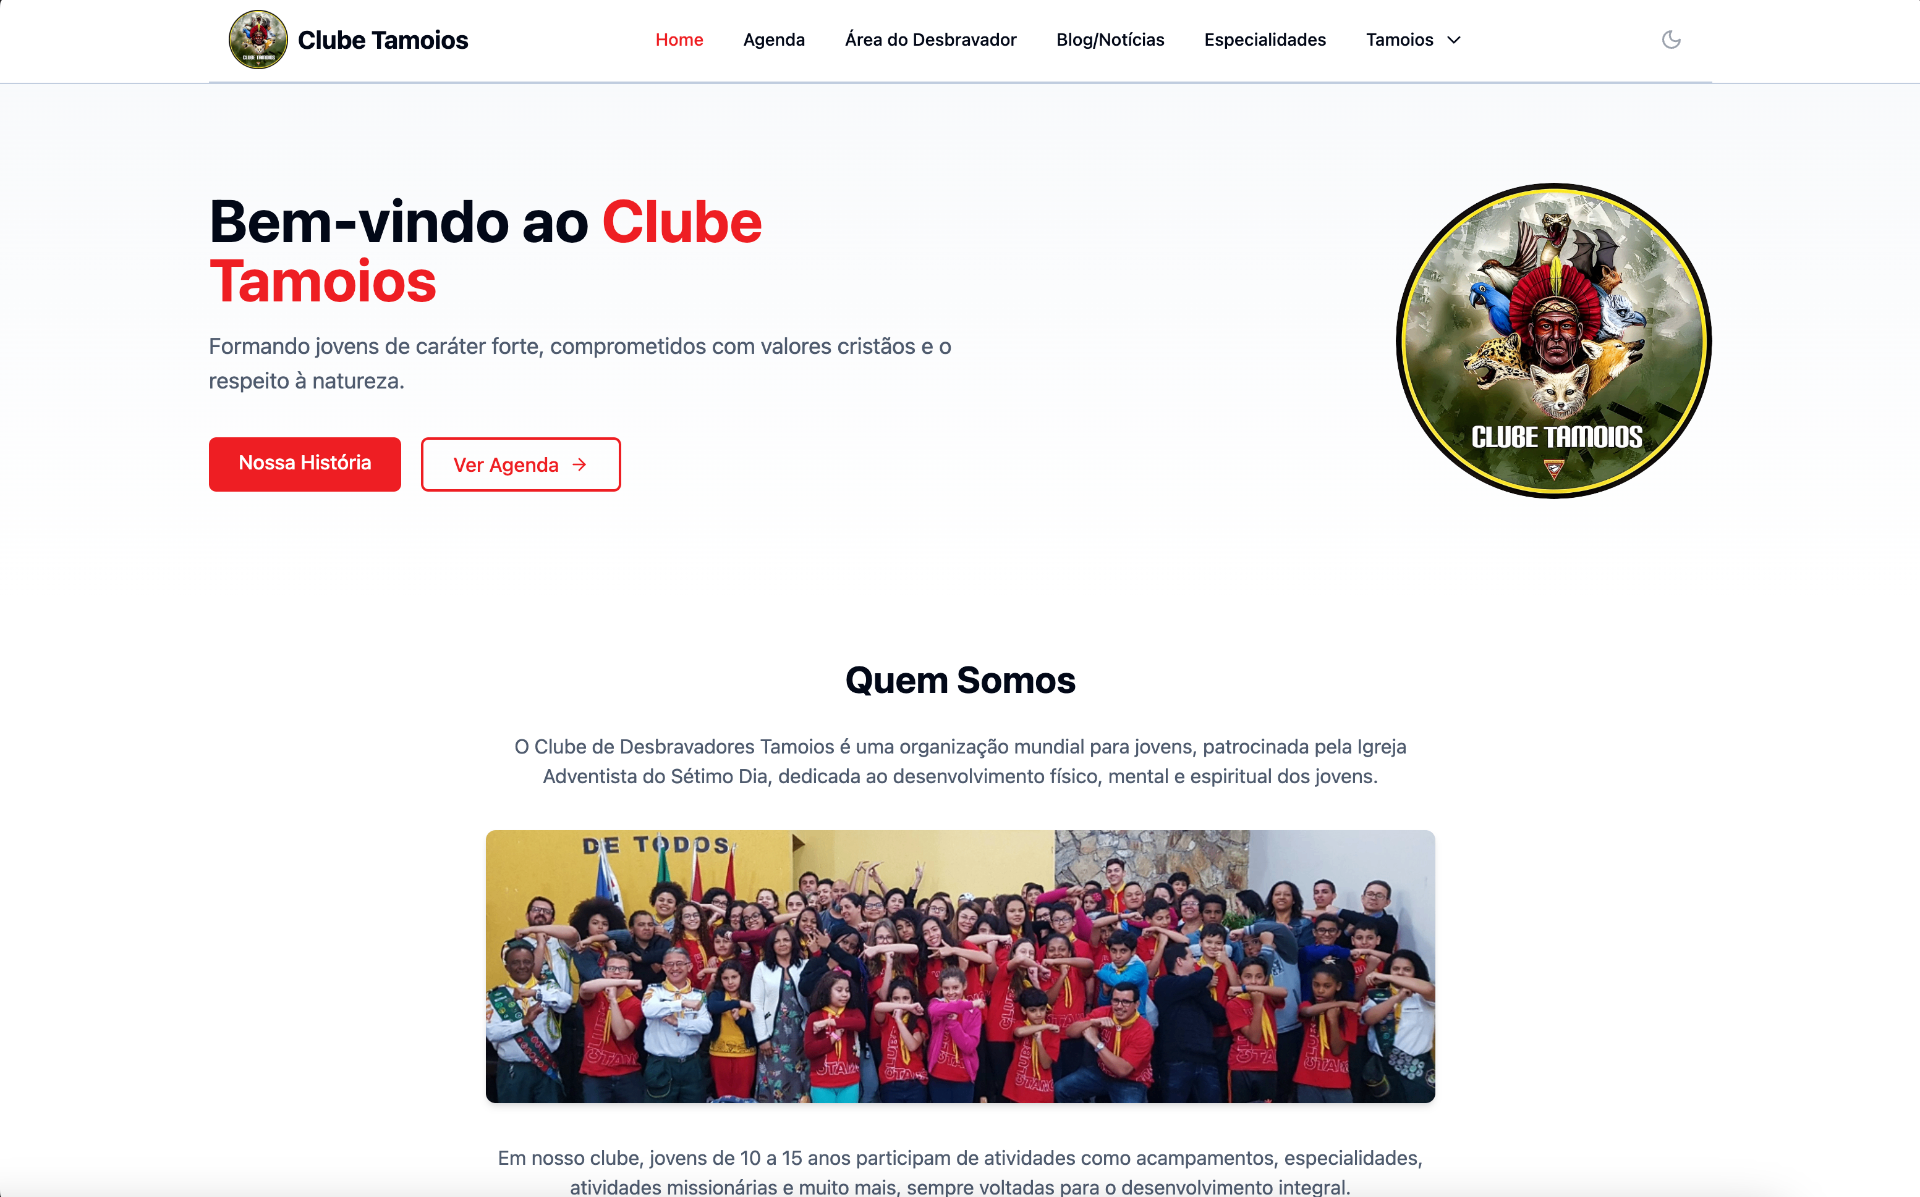 CLUBE TAMOIOS
Clube Tamoios
Home
Agenda
Área do Desbravador
Blog/Notícias
Especialidades
Tamoios
Bem-vindo ao Clube
Tamoios
Formando jovens de caráter forte, comprometidos com valores cristãos e o
respeito à natureza.
Nossa História
Ver Agenda
CLUBE TAMOIOS
Quem Somos
O Clube de Desbravadores Tamoios é uma organização mundial para jovens, patrocinada pela Igreja
Adventista do Sétimo Dia, dedicada ao desenvolvimento físico, mental e espiritual dos jovens.
DE TODOS
Em nosso clube, jovens de 10 a 15 anos participam de atividades como acampamentos, especialidades,
atividades missionárias e muito mais, sempre voltadas para o desenvolvimento integral.